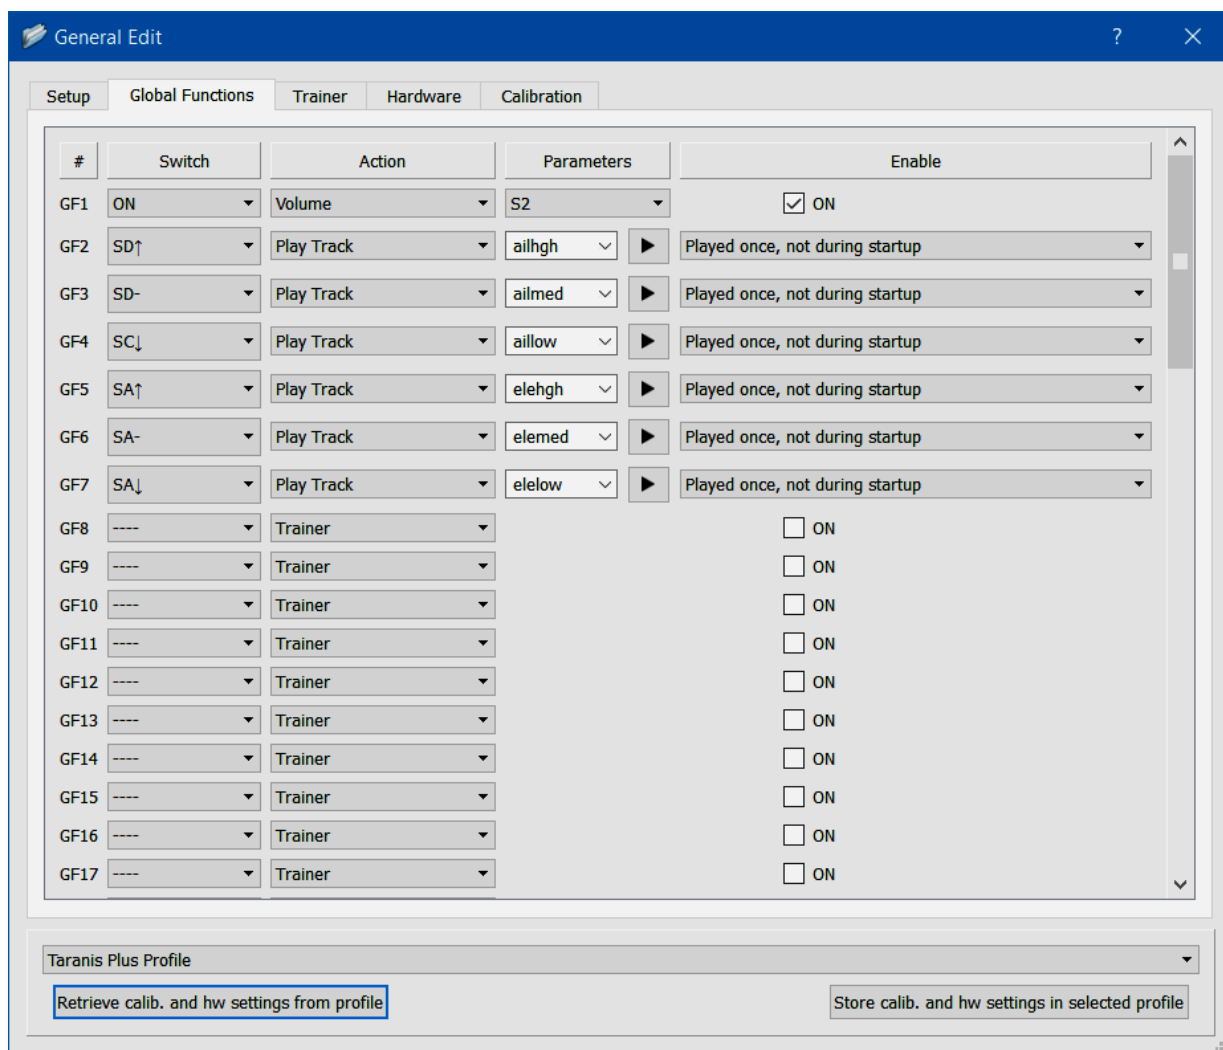 General Edit ?
Setup Global Functions Trainer Hardware Calibration
# Switch Action Parameters Enable
GF1 ON Volume S2 ON
GF2 SD↑ Play Track ailhgh Played once, not during startup
GF3 SD- Play Track ailmed Played once, not during startup
GF4 SC↓ Play Track aillow Played once, not during startup
GF5 SA↑ Play Track elehgh Played once, not during startup
GF6 SA- Play Track elemed Played once, not during startup
GF7 SA↓ Play Track elelow Played once, not during startup
GF8 ---- Trainer ON
GF9 ---- Trainer ON
GF10 ---- Trainer ON
GF11 ---- Trainer ON
GF12 ---- Trainer ON
GF13 ---- Trainer ON
GF14 ---- Trainer ON
GF15 ---- Trainer ON
GF16 ---- Trainer ON
GF17 ---- Trainer ON
Taranis Plus Profile
Retrieve calib. and hw settings from profile Store calib. and hw settings in selected profile